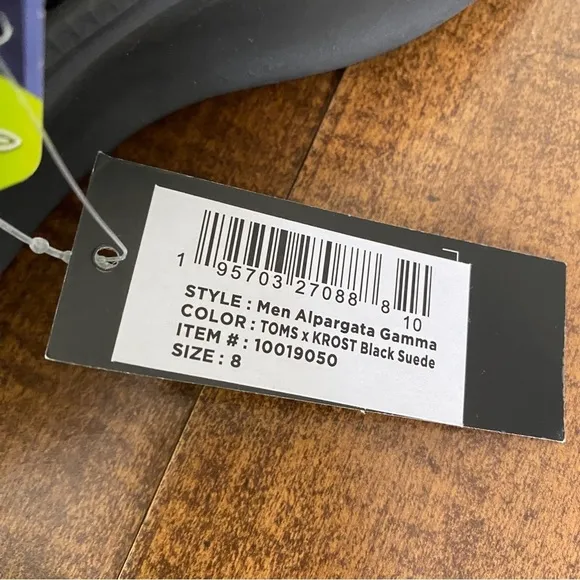 1 95703 27088 8 10
STYLE : Men Alpargata Gamma
COLOR : TOMS x KROST Black Suede
ITEM # : 10019050
SIZE : 8